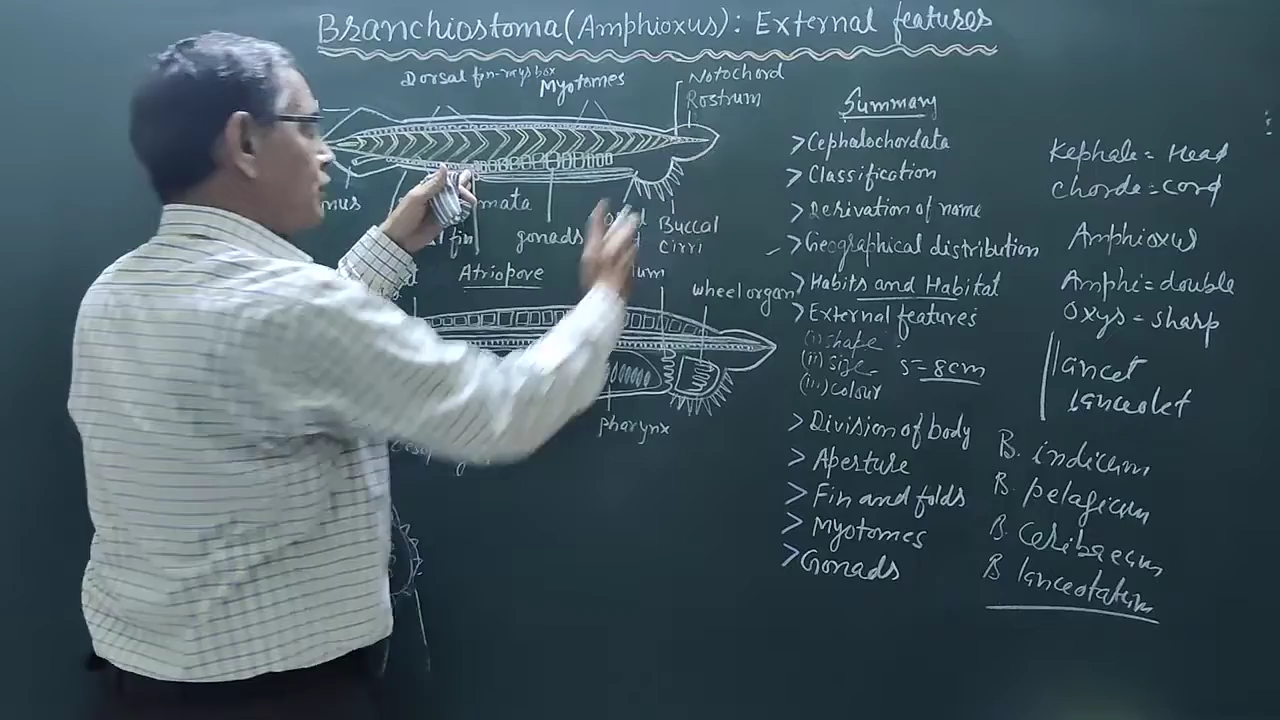 Branchiostoma (Amphioxus): External features
Dorsal fin-rays box
Myotomes
Notochord
Rostrum
gonads
Buccal
cirri
Atriopore
wheel organ
pharynx
Summary
> Cephalochordata
> Classification
> Derivation of name
> Geographical distribution
> Habits and Habitat
> External features
(i) shape
(ii) size 5=8cm
(iii) colour
> Division of body
> Aperture
> Fin and folds
> Myotomes
> Gonads
Kephale = Head
chorde = cord
Amphioxus
Amphi = double
Oxys = sharp
lancet
lancelet
B. indicum
B. pelagicum
B. Caribaeum
B lanceotatum